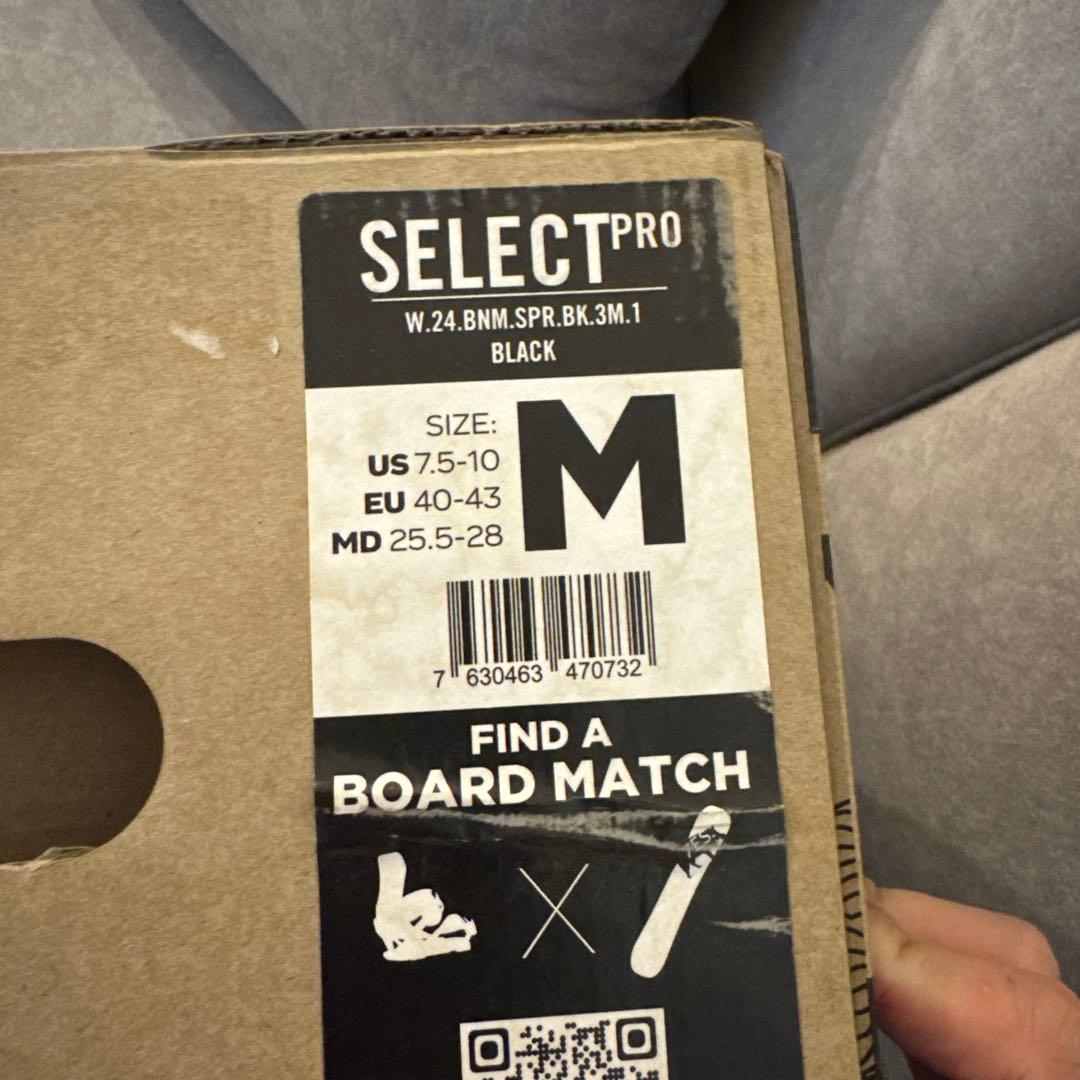 SELECTPRO
W.24.BNM.SPR.BK.3M.1
BLACK
SIZE:
US 7.5-10
EU 40-43
MD 25.5-28
M
7 630463 470732
FIND A
BOARD MATCH